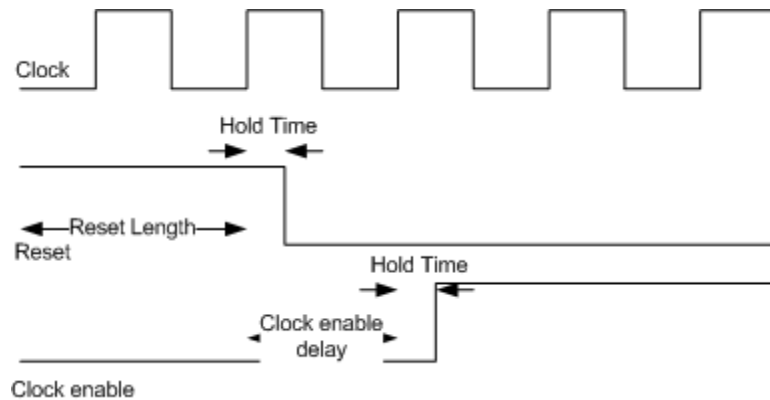 Clock
Hold Time
Reset Length
Reset
Hold Time
Clock enable
delay
Clock enable